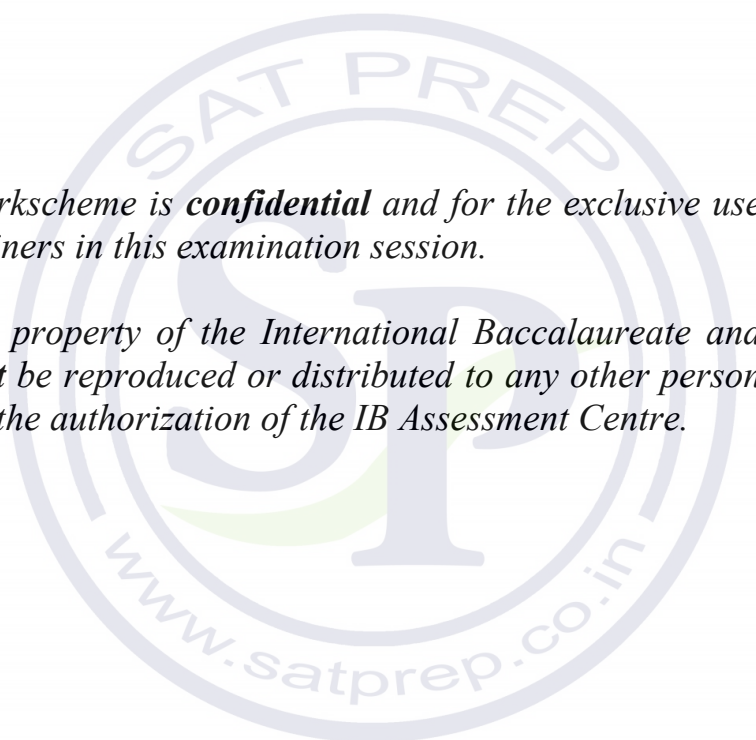 SAT PREP
rkscheme is confidential and for the exclusive use
iners in this examination session.
property of the International Baccalaureate and
t be reproduced or distributed to any other person
the authorization of the IB Assessment Centre.
SP
www.satprep.co.in